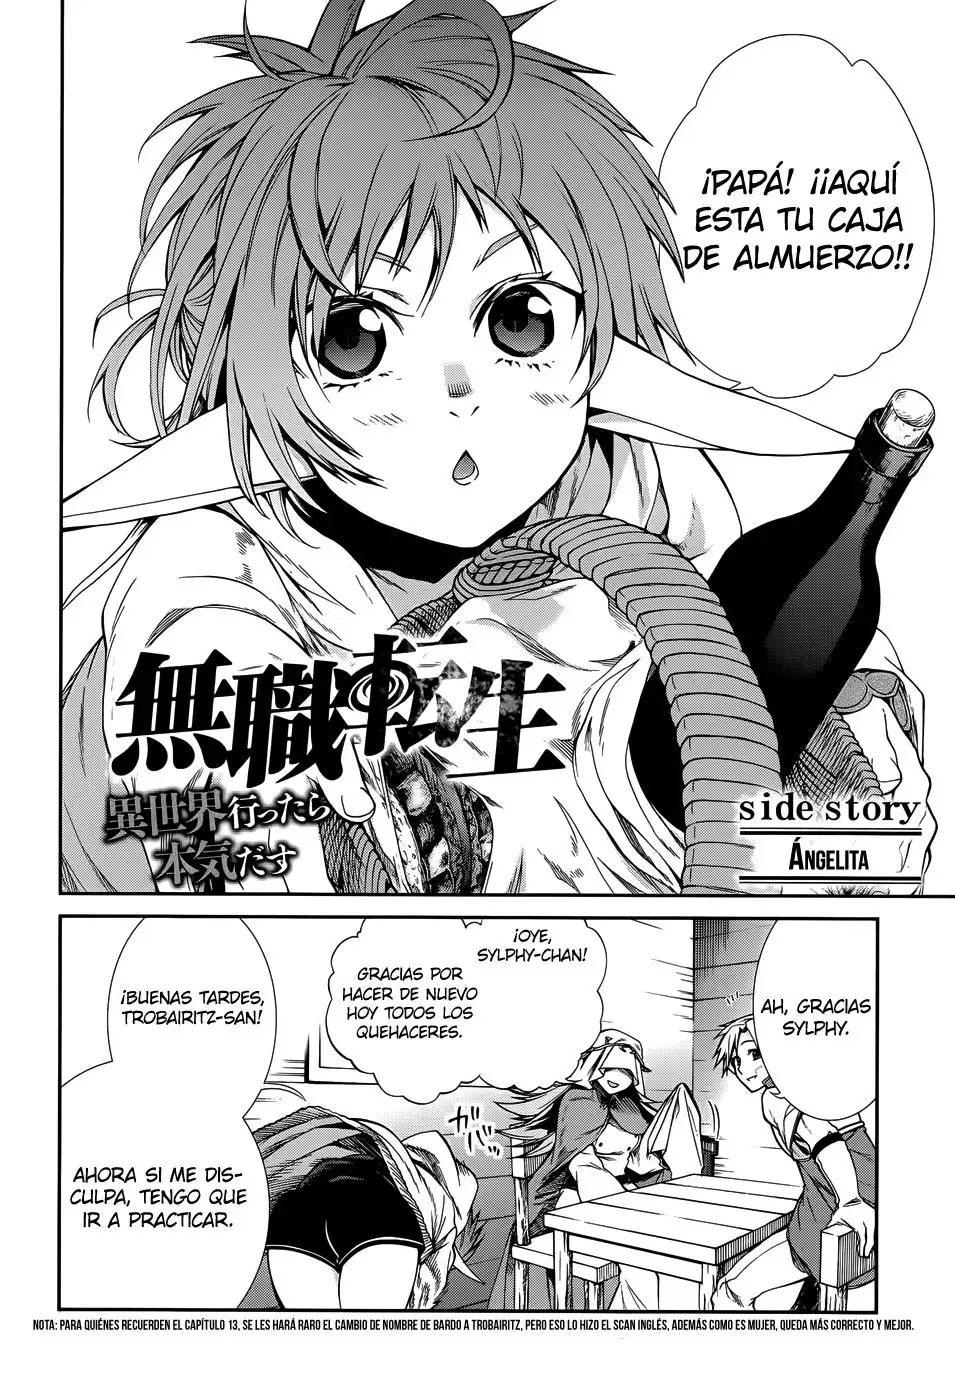 ¡PAPÁ! ¡¡AQUÍ
ESTA TU CAJA
DE ALMUERZO!!
無職転生
異世界行ったら
本気だす
side story
ÁNGELITA
AH, GRACIAS
SYLPHY.
¡OYE,
SYLPHY-CHAN!
GRACIAS POR
HACER DE NUEVO
HOY TODOS LOS
QUEHACERES.
ガバッ
¡BUENAS TARDES,
TROBAIRITZ-SAN!
AHORA SI ME DIS-
CULPA, TENGO QUE
IR A PRACTICAR.
NOTA: PARA QUIÉNES RECUERDEN EL CAPÍTULO 13, SE LES HARÁ RARO EL CAMBIO DE NOMBRE DE BARDO A TROBAIRITZ, PERO ESO LO HIZO EL SCAN INGLÉS, ADEMÁS COMO ES MUJER, QUEDA MÁS CORRECTO Y MEJOR.